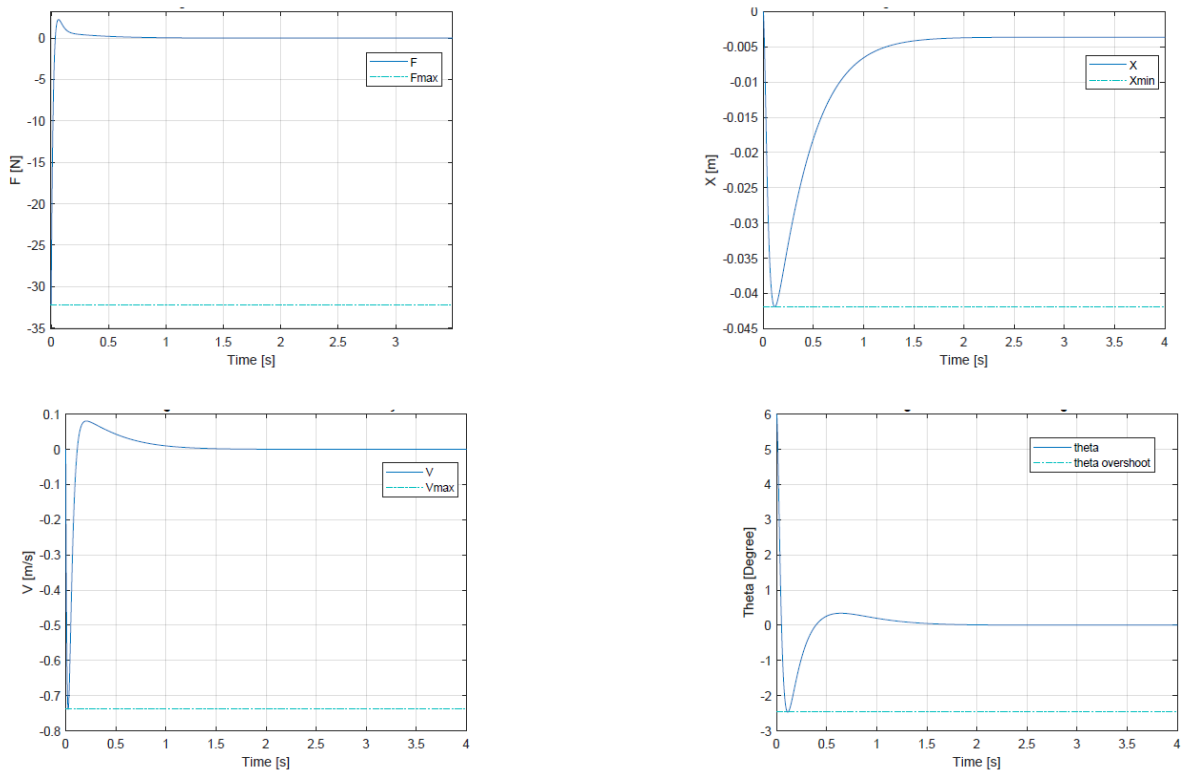 0
-5
-10
-15
-20
-25
-30
-35
F [N]
F
Fmax
0 0.5 1 1.5 2 2.5 3
Time [s]
0
-0.005
-0.01
-0.015
-0.02
-0.025
-0.03
-0.035
-0.04
-0.045
X [m]
X
Xmin
0 0.5 1 1.5 2 2.5 3 3.5 4
Time [s]
0.1
0
-0.1
-0.2
-0.3
-0.4
-0.5
-0.6
-0.7
-0.8
V [m/s]
V
Vmax
0 0.5 1 1.5 2 2.5 3 3.5 4
Time [s]
6
5
4
3
2
1
0
-1
-2
-3
Theta [Degree]
theta
theta overshoot
0 0.5 1 1.5 2 2.5 3 3.5 4
Time [s]